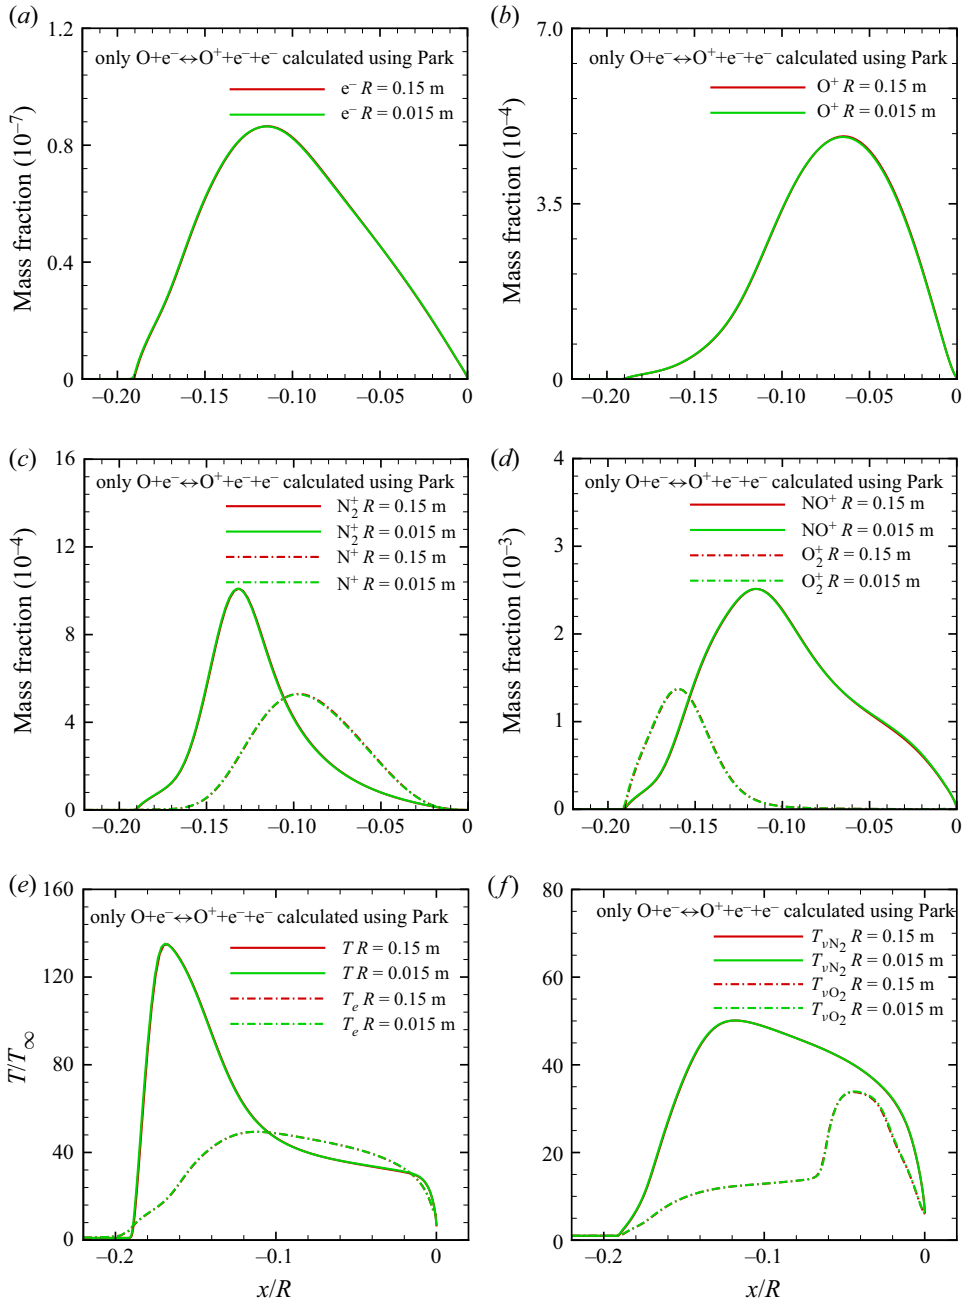 (a)
1.2
only O+e⁻↔O⁺+e⁻+e⁻ calculated using Park
e⁻ R = 0.15 m
e⁻ R = 0.015 m
Mass fraction (10⁻⁷)
0.8
0.4
0
−0.20 −0.15 −0.10 −0.05 0
(b)
7.0
only O+e⁻↔O⁺+e⁻+e⁻ calculated using Park
O⁺ R = 0.15 m
O⁺ R = 0.015 m
Mass fraction (10⁻⁴)
3.5
0
−0.20 −0.15 −0.10 −0.05 0
(c)
16
only O+e⁻↔O⁺+e⁻+e⁻ calculated using Park
N₂⁺ R = 0.15 m
N₂⁺ R = 0.015 m
N⁺ R = 0.15 m
N⁺ R = 0.015 m
Mass fraction (10⁻⁴)
12
8
4
0
−0.20 −0.15 −0.10 −0.05 0
(d)
4
only O+e⁻↔O⁺+e⁻+e⁻ calculated using Park
NO⁺ R = 0.15 m
NO⁺ R = 0.015 m
O₂⁺ R = 0.15 m
O₂⁺ R = 0.015 m
Mass fraction (10⁻³)
3
2
1
0
−0.20 −0.15 −0.10 −0.05 0
(e)
160
only O+e⁻↔O⁺+e⁻+e⁻ calculated using Park
T R = 0.15 m
T R = 0.015 m
Tₑ R = 0.15 m
Tₑ R = 0.015 m
T/T∞
120
80
40
0
−0.2 −0.1 0
x/R
(f)
80
only O+e⁻↔O⁺+e⁻+e⁻ calculated using Park
TνN₂ R = 0.15 m
TνN₂ R = 0.015 m
TνO₂ R = 0.15 m
TνO₂ R = 0.015 m
60
40
20
0
−0.2 −0.1 0
x/R